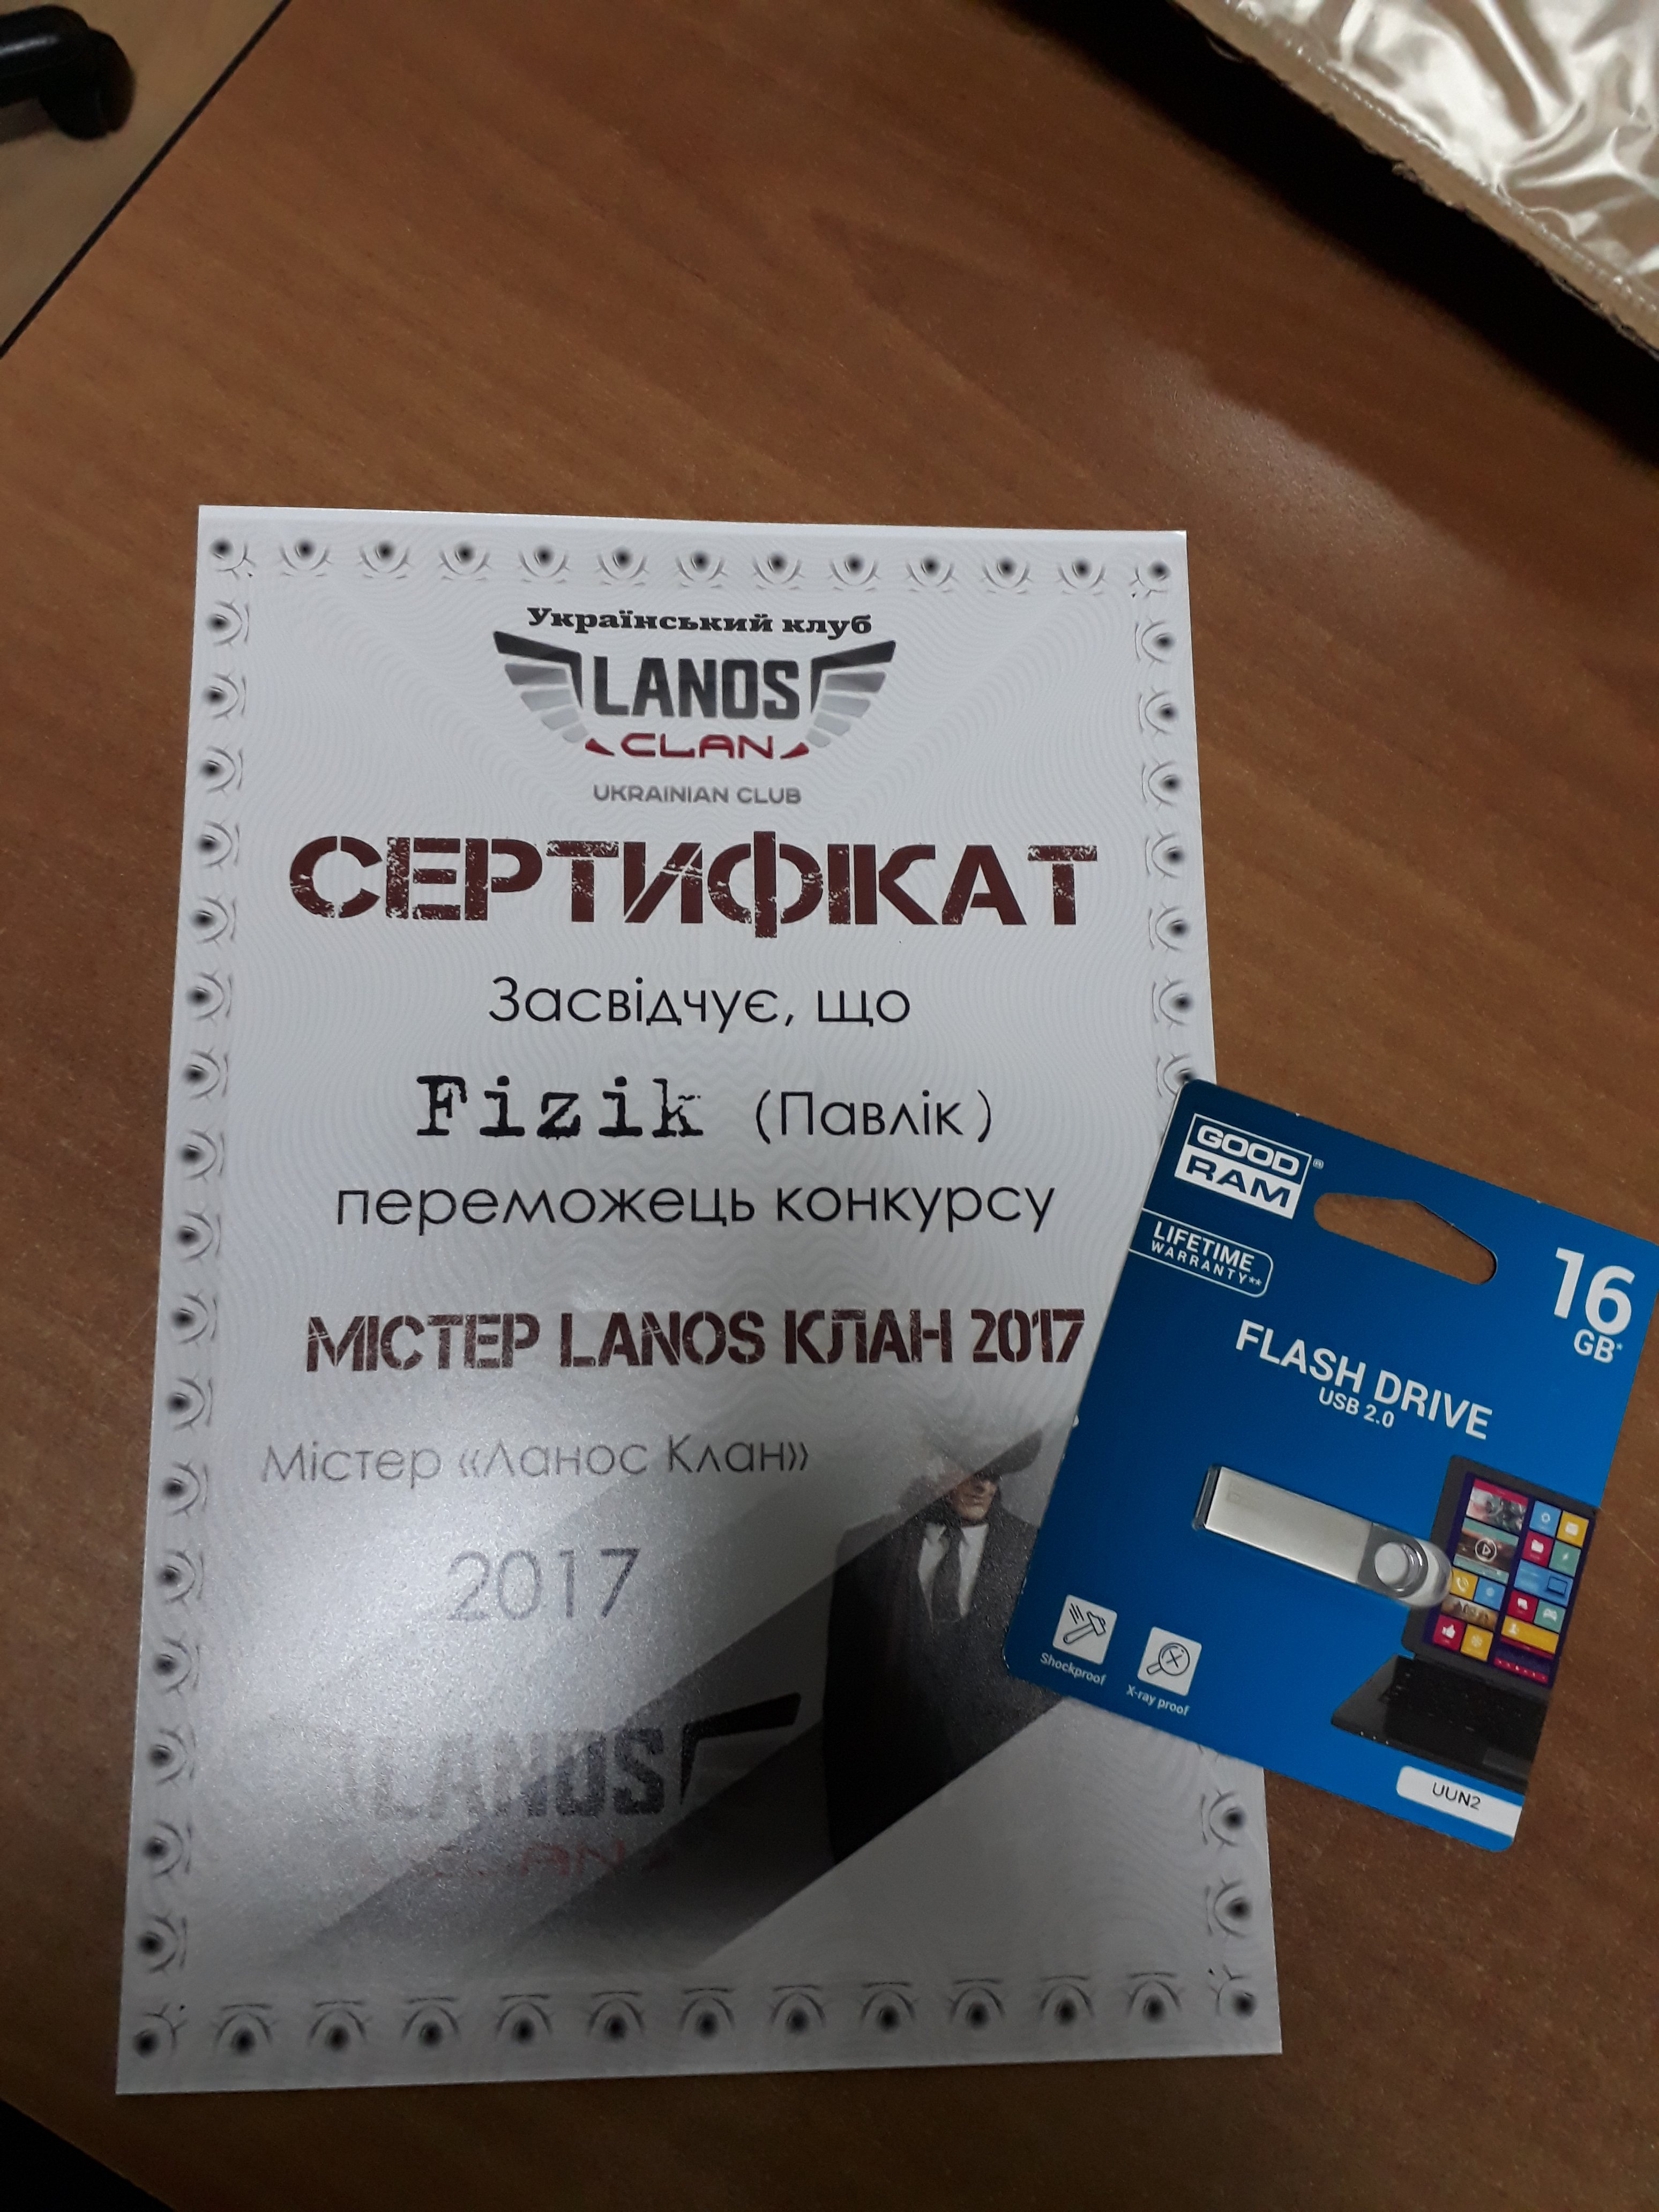 Український клуб
LANOS
CLAN
UKRAINIAN CLUB
СЕРТИФІКАТ
Засвідчує, що
Fizik (Павлік)
переможець конкурсу
МІСТЕР LANOS КЛАН 2017
Містер «Ланос Клан»
2017
LANOS
CLAN
GOOD
RAM
LIFETIME
WARRANTY**
16
GB*
FLASH DRIVE
USB 2.0
Shockproof
X-ray proof
UUN2